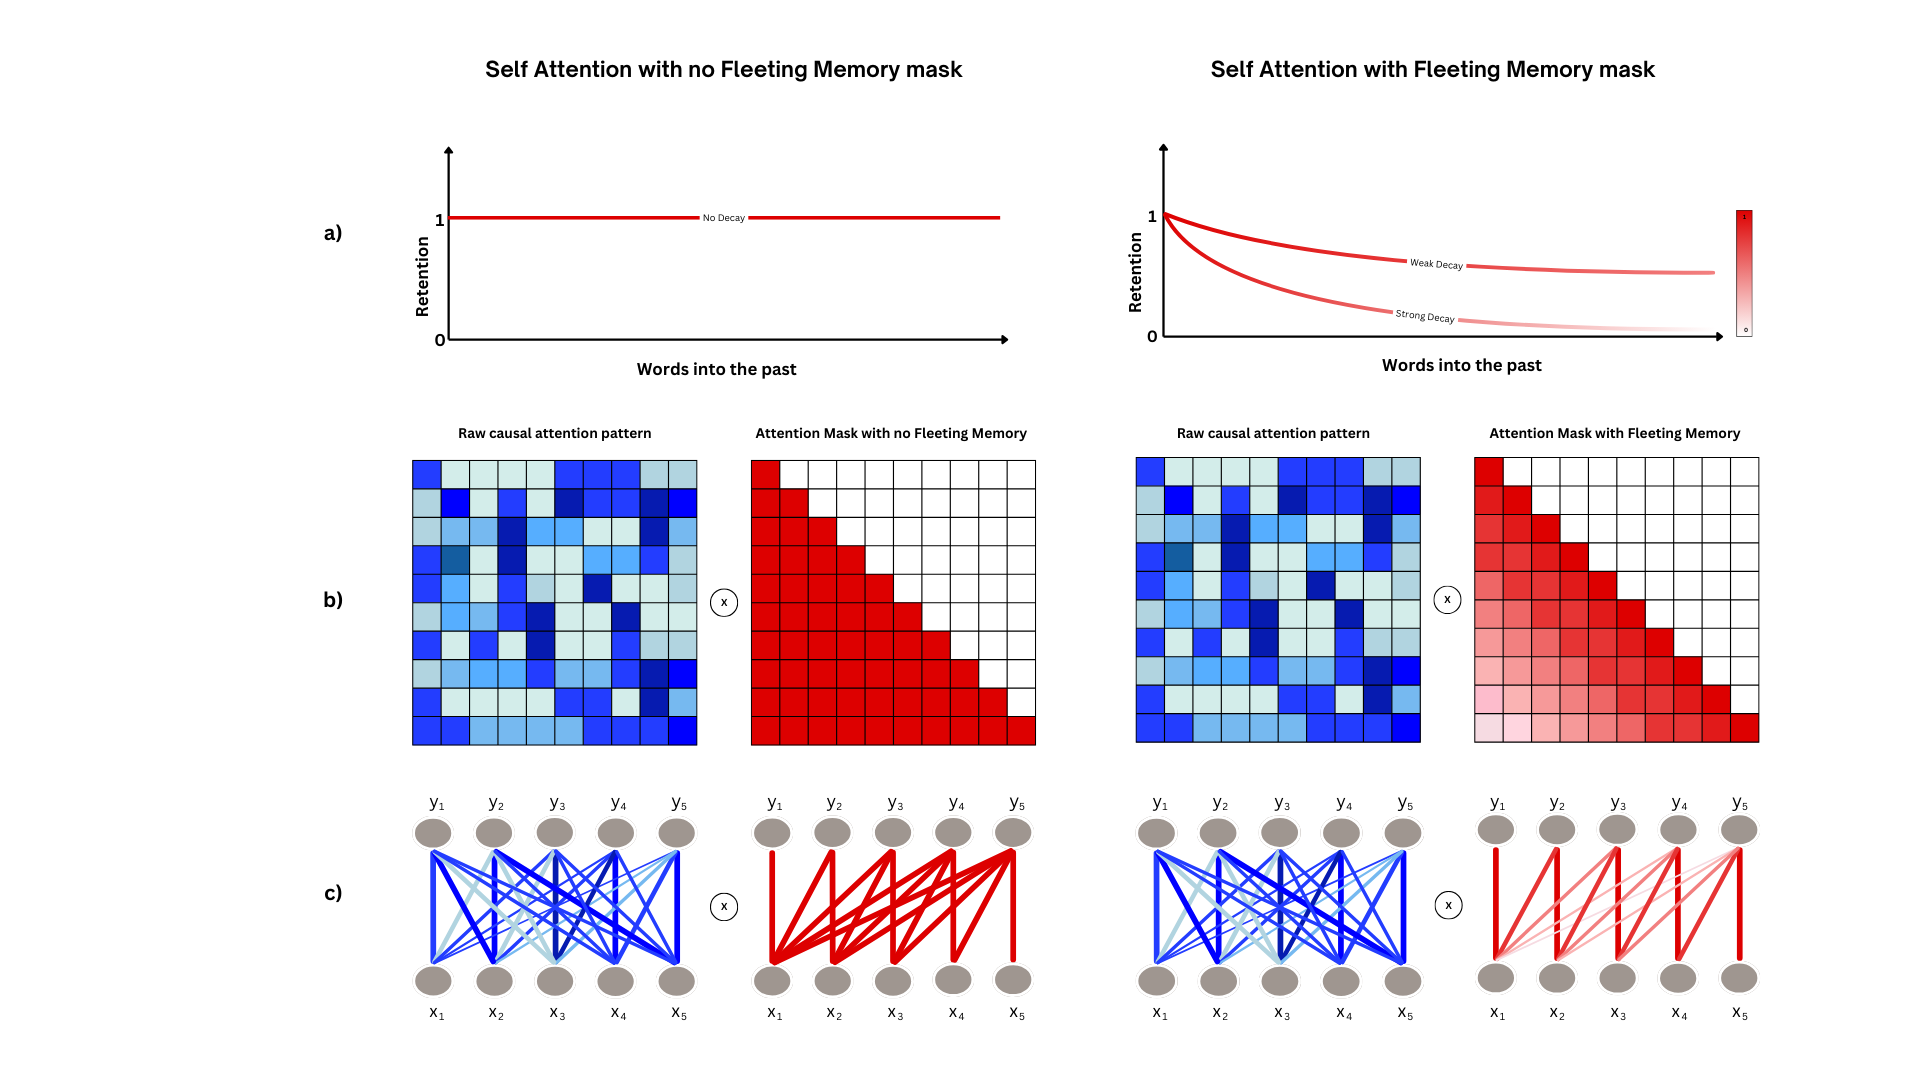 Self Attention with no Fleeting Memory mask
Self Attention with Fleeting Memory mask
a)
1
Retention
0
No Decay
Words into the past
1
Retention
0
Weak Decay
Strong Decay
Words into the past
1
0
b)
Raw causal attention pattern
Attention Mask with no Fleeting Memory
Raw causal attention pattern
Attention Mask with Fleeting Memory
x
x
c)
y₁ y₂ y₃ y₄ y₅
y₁ y₂ y₃ y₄ y₅
y₁ y₂ y₃ y₄ y₅
y₁ y₂ y₃ y₄ y₅
x
x
x₁ x₂ x₃ x₄ x₅
x₁ x₂ x₃ x₄ x₅
x₁ x₂ x₃ x₄ x₅
x₁ x₂ x₃ x₄ x₅